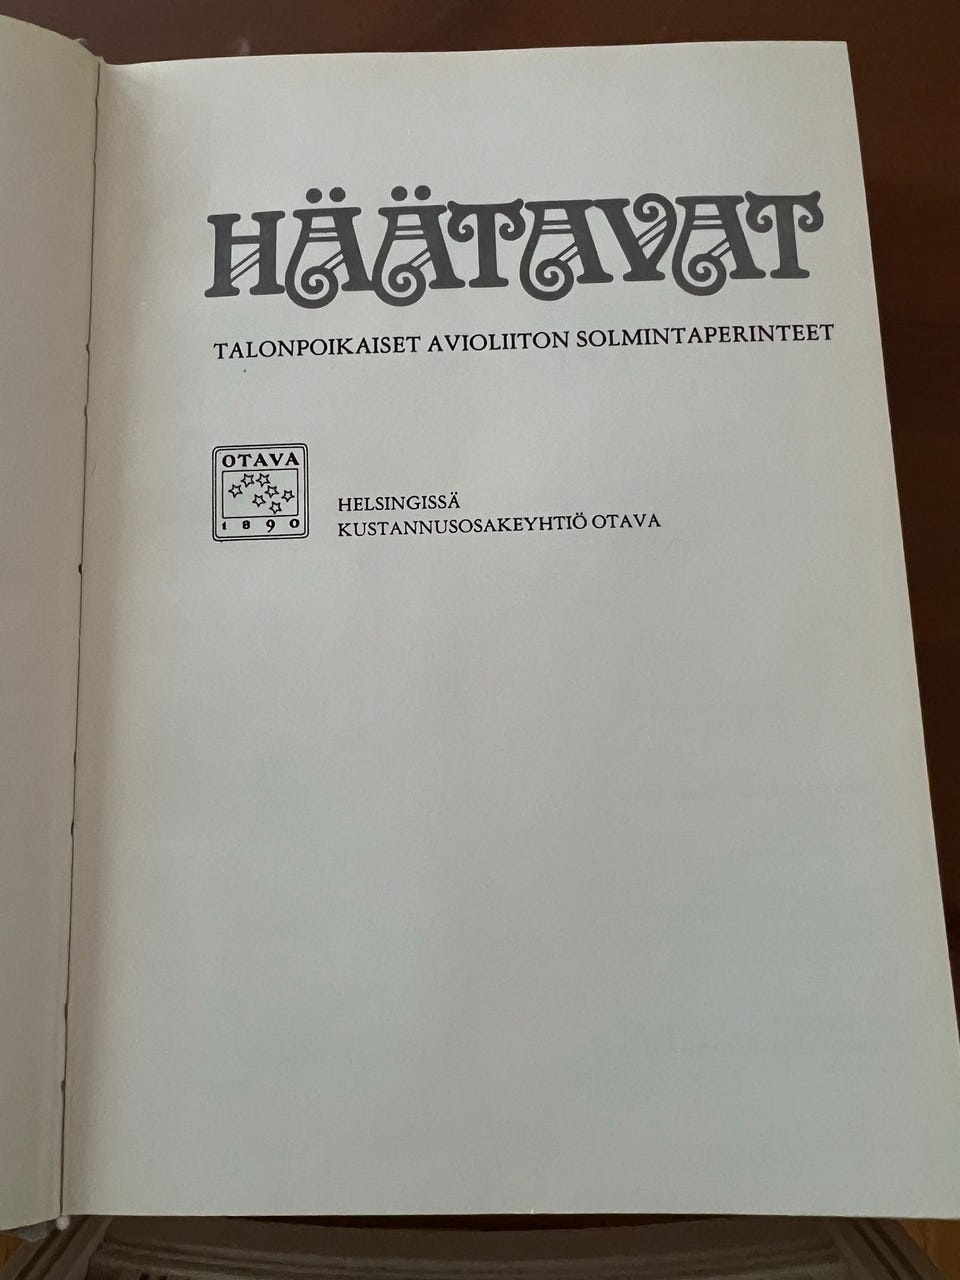 HÄÄTAVAT
TALONPOIKAISET AVIOLIITON SOLMINTAPERINTEET
OTAVA
1890
HELSINGISSÄ
KUSTANNUSOSAKEYHTIÖ OTAVA